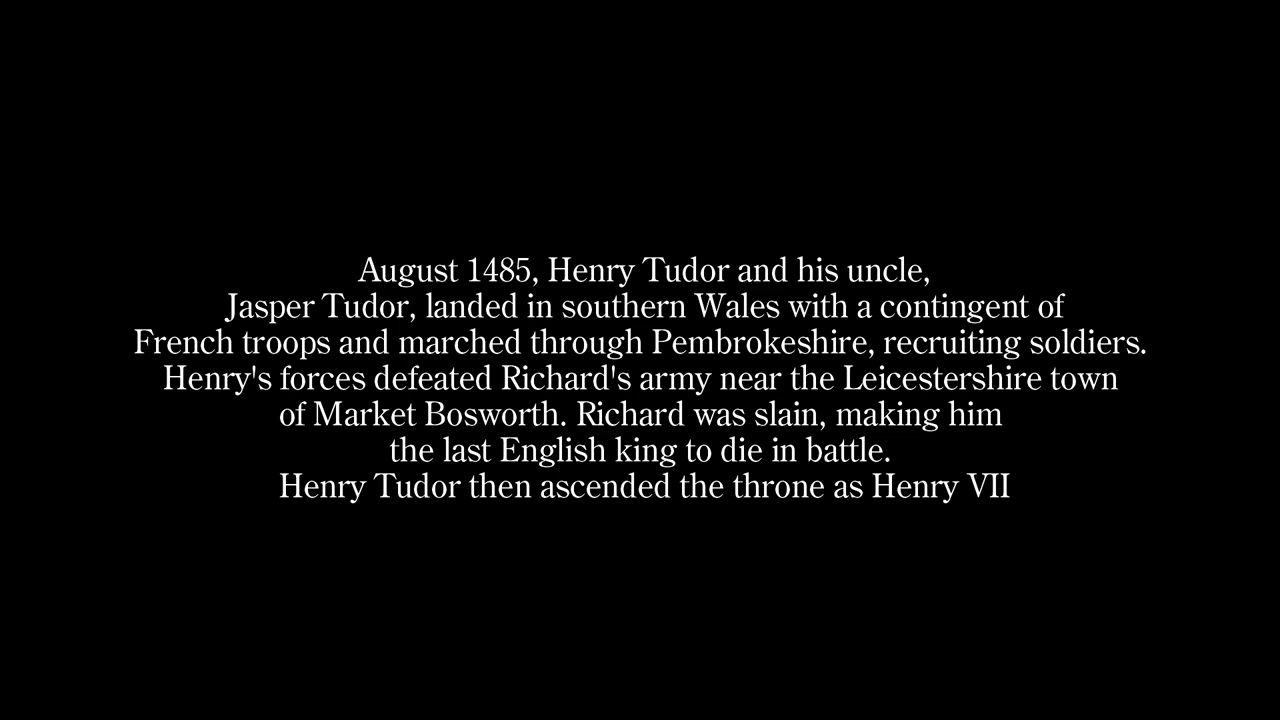 August 1485, Henry Tudor and his uncle,
Jasper Tudor, landed in southern Wales with a contingent of
French troops and marched through Pembrokeshire, recruiting soldiers.
Henry's forces defeated Richard's army near the Leicestershire town
of Market Bosworth. Richard was slain, making him
the last English king to die in battle.
Henry Tudor then ascended the throne as Henry VII